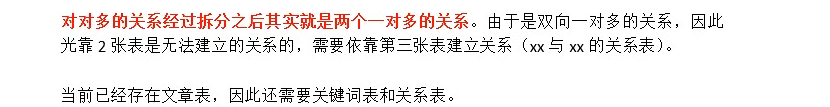 对对多的关系经过拆分之后其实就是两个一对多的关系。由于是双向一对多的关系，因此
光靠 2 张表是无法建立的关系的，需要依靠第三张表建立关系（xx 与 xx 的关系表）。
当前已经存在文章表，因此还需要关键词表和关系表。